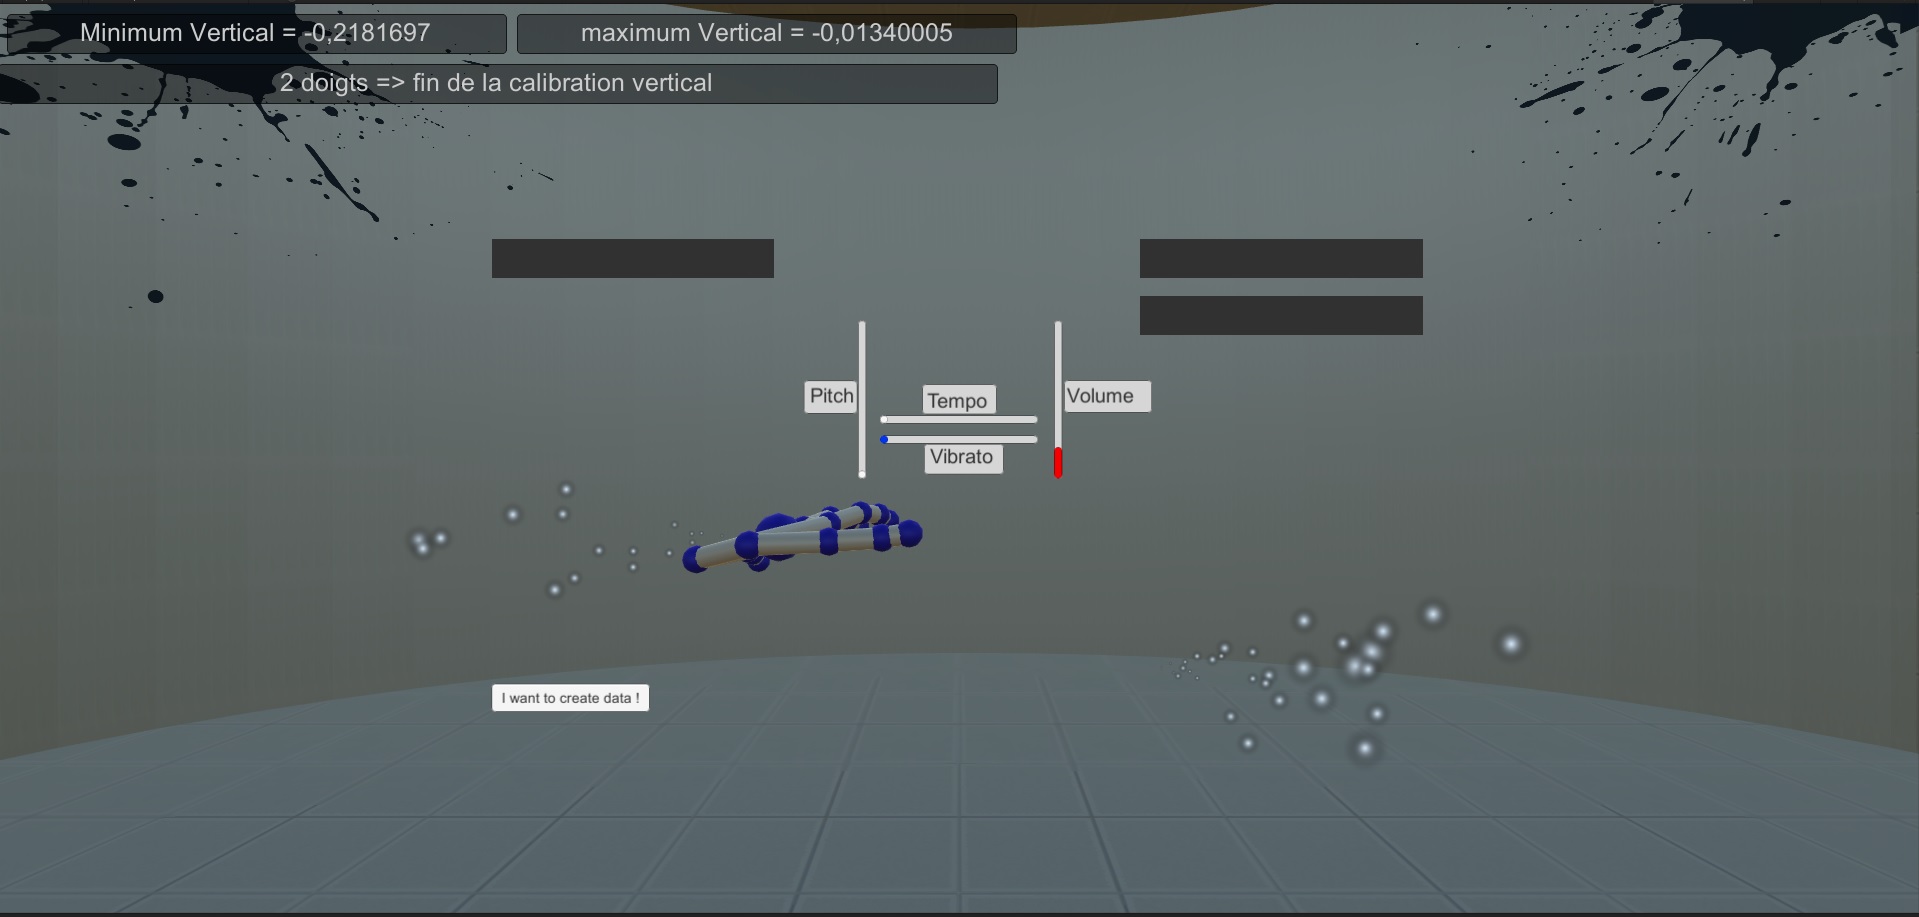 Minimum Vertical = -0,2181697
maximum Vertical = -0,01340005
2 doigts => fin de la calibration vertical
Pitch
Tempo
Volume
Vibrato
I want to create data !